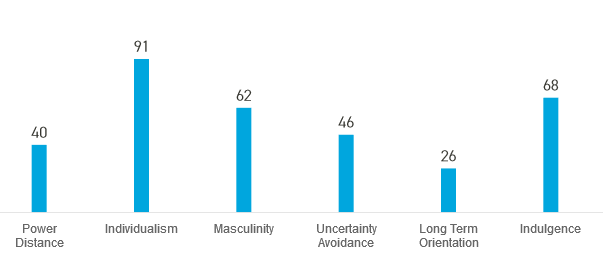 40
91
62
46
26
68
Power
Distance
Individualism
Masculinity
Uncertainty
Avoidance
Long Term
Orientation
Indulgence